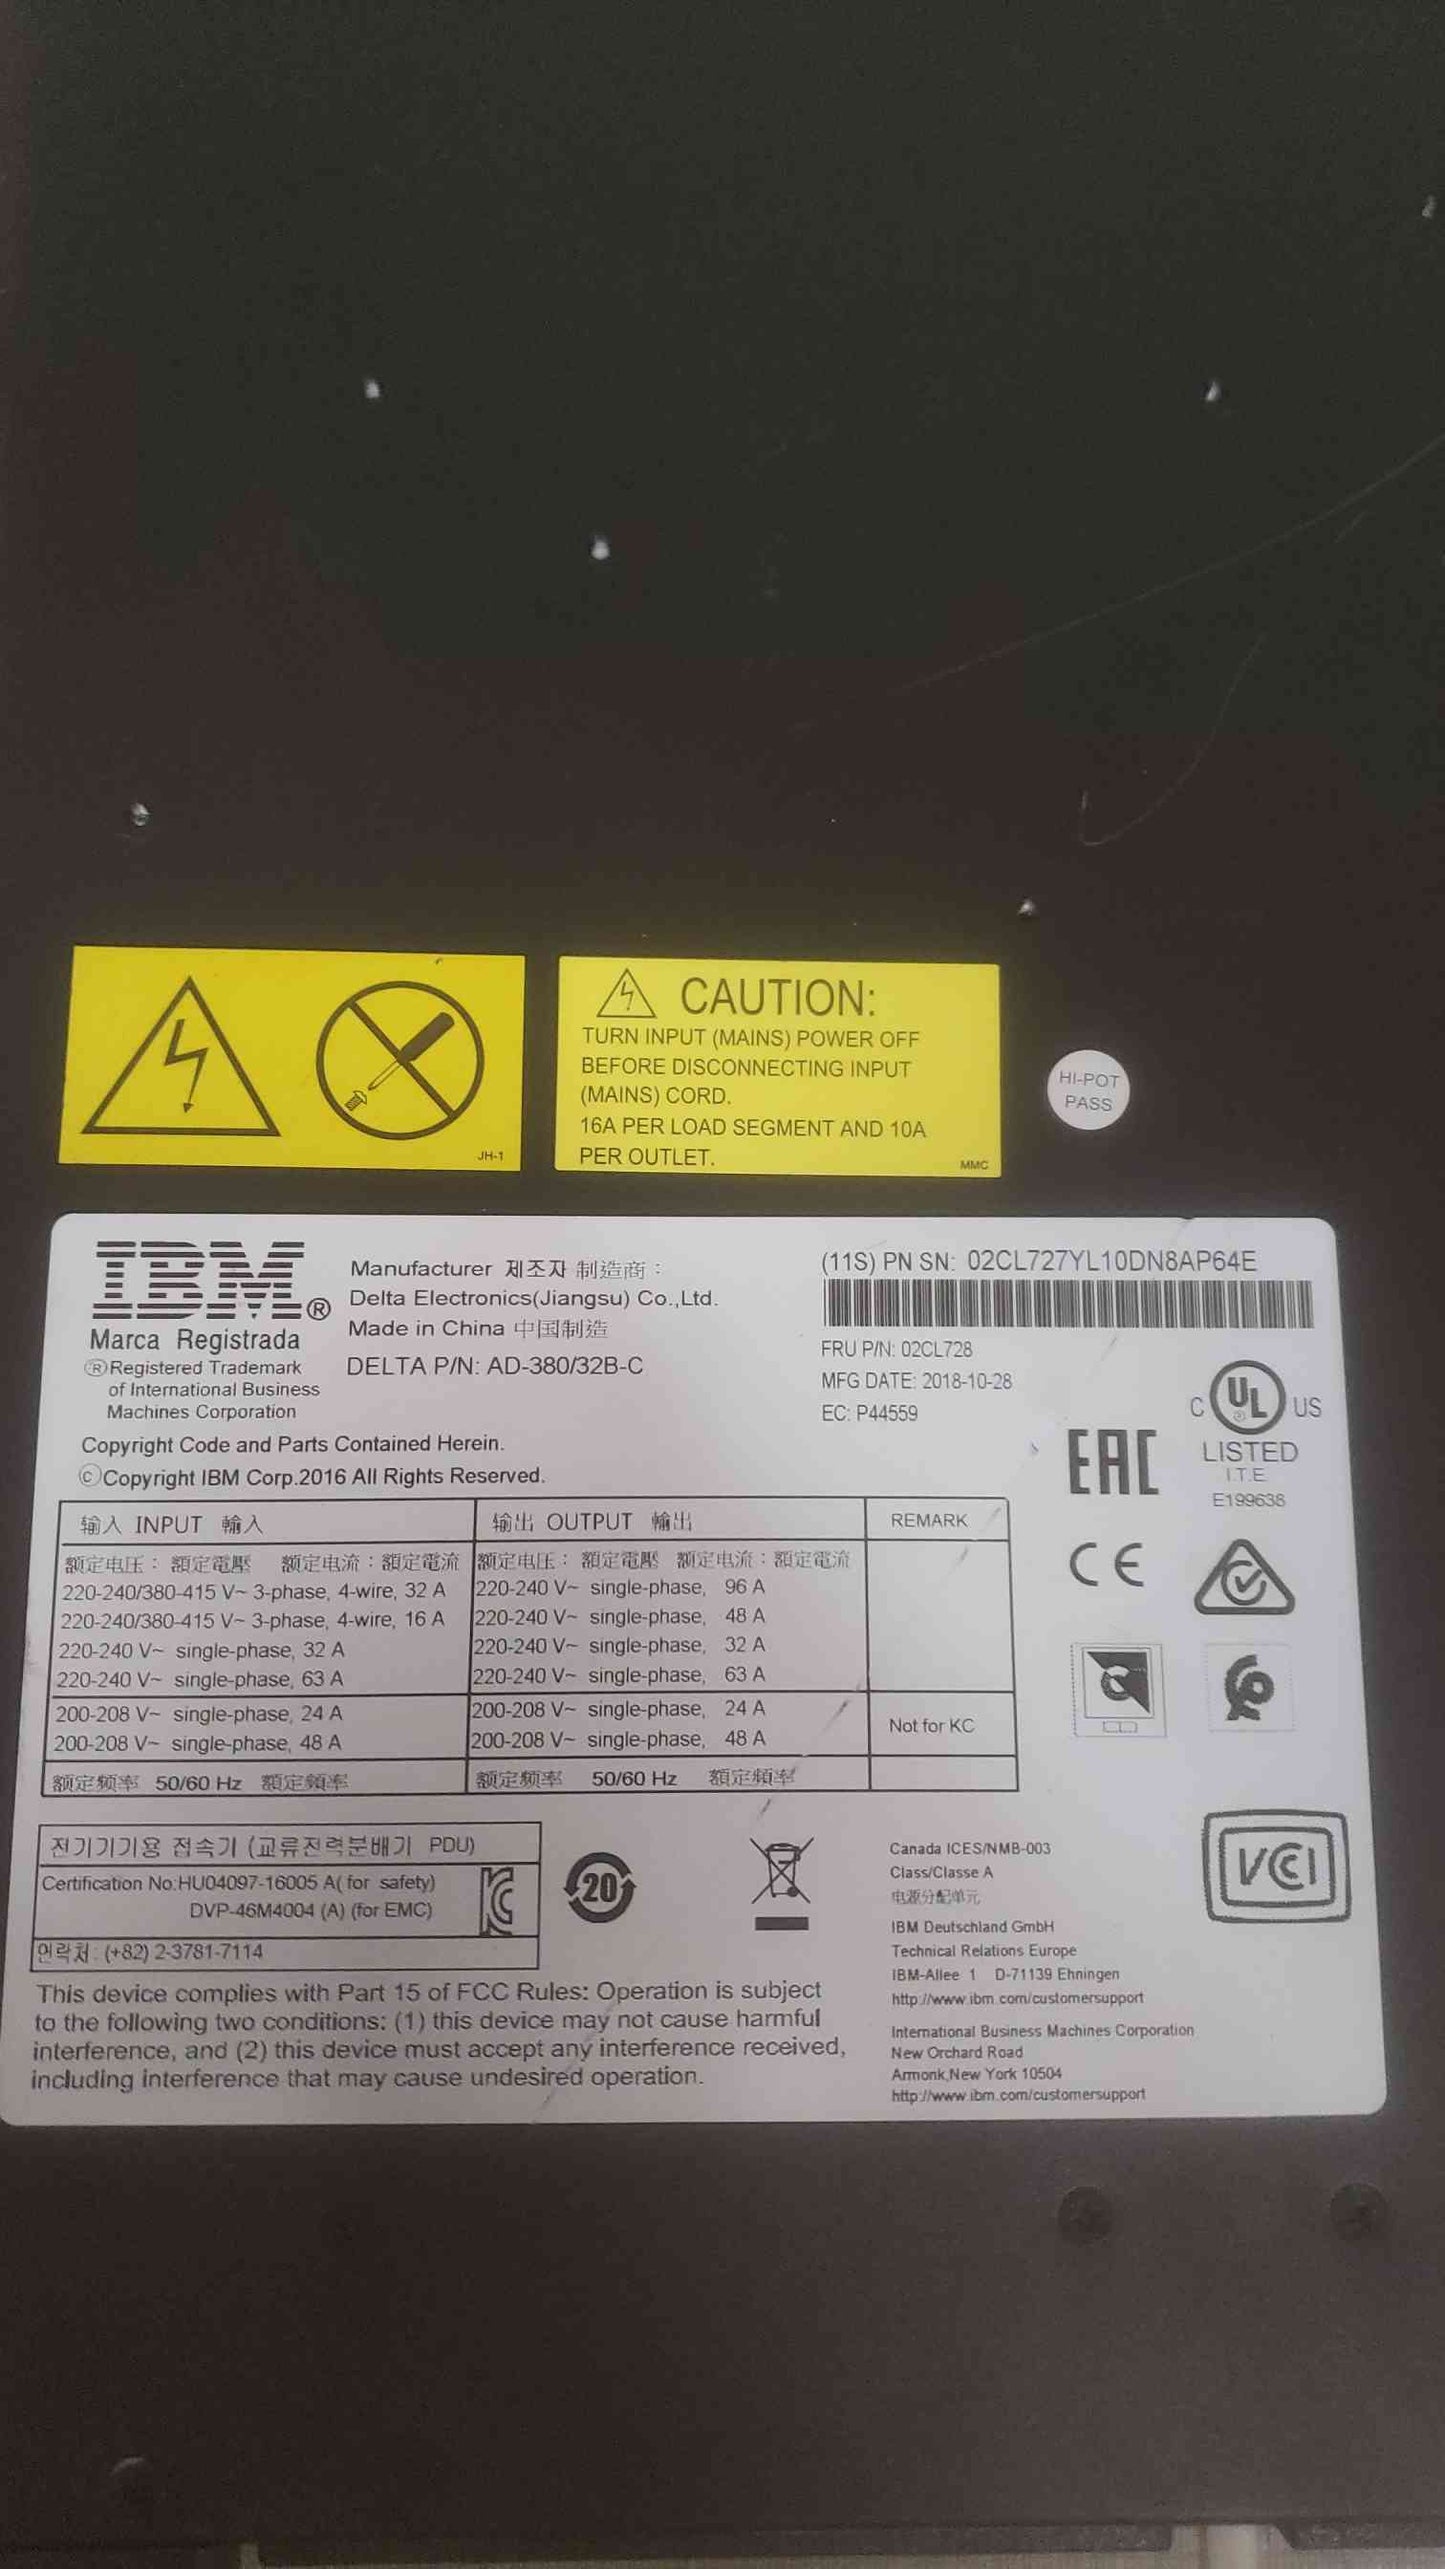 JH-1
CAUTION:
TURN INPUT (MAINS) POWER OFF
BEFORE DISCONNECTING INPUT
(MAINS) CORD.
16A PER LOAD SEGMENT AND 10A
PER OUTLET.
MMC
HI-POT
PASS
IBM®
Marca Registrada
®Registered Trademark
of International Business
Machines Corporation
Manufacturer 제조자 制造商：
Delta Electronics(Jiangsu) Co.,Ltd.
Made in China 中国制造
DELTA P/N: AD-380/32B-C
(11S) PN SN: 02CL727YL10DN8AP64E
FRU P/N: 02CL728
MFG DATE: 2018-10-28
EC: P44559
Copyright Code and Parts Contained Herein.
©Copyright IBM Corp.2016 All Rights Reserved.
C UL ® US
LISTED
I.T.E.
E199638
EAC
CE
输入 INPUT 輸入 输出 OUTPUT 輸出 REMARK
额定电压： 額定電壓 额定电流：額定電流 额定电压： 額定電壓 额定电流：額定電流
220-240/380-415 V~ 3-phase, 4-wire, 32 A 220-240 V~ single-phase, 96 A
220-240/380-415 V~ 3-phase, 4-wire, 16 A 220-240 V~ single-phase, 48 A
220-240 V~ single-phase, 32 A 220-240 V~ single-phase, 32 A
220-240 V~ single-phase, 63 A 220-240 V~ single-phase, 63 A
200-208 V~ single-phase, 24 A 200-208 V~ single-phase, 24 A
200-208 V~ single-phase, 48 A 200-208 V~ single-phase, 48 A
Not for KC
额定频率 50/60 Hz 額定頻率 额定频率 50/60 Hz 額定頻率
전기기기용 접속기 (교류전력분배기 PDU)
Certification No:HU04097-16005 A( for safety)
DVP-46M4004 (A) (for EMC)
연락처: (+82) 2-3781-7114
20
Canada ICES/NMB-003
Class/Classe A
电源分配单元
IBM Deutschland GmbH
Technical Relations Europe
IBM-Allee 1 D-71139 Ehningen
http://www.ibm.com/customersupport
International Business Machines Corporation
New Orchard Road
Armonk,New York 10504
http://www.ibm.com/customersupport
VCCI
This device complies with Part 15 of FCC Rules: Operation is subject
to the following two conditions: (1) this device may not cause harmful
interference, and (2) this device must accept any interference received,
including interference that may cause undesired operation.